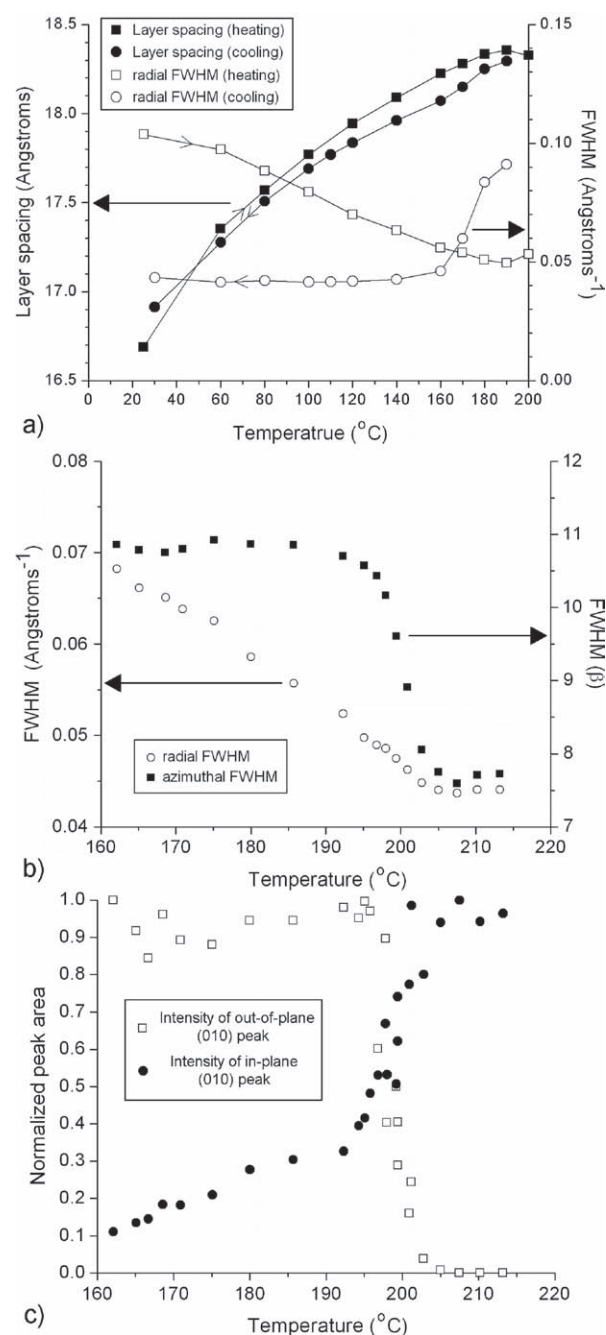 Layer spacing (heating)
Layer spacing (cooling)
radial FWHM (heating)
radial FWHM (cooling)
18.5
18.0
17.5
17.0
16.5
Layer spacing (Angstroms)
0.15
0.10
0.05
0.00
FWHM (Angstroms-1)
0 20 40 60 80 100 120 140 160 180 200
Temperatrue (oC)
a)
0.08
0.07
0.06
0.05
0.04
FWHM (Angstroms-1)
12
11
10
9
8
7
FWHM (β)
radial FWHM
azimuthal FWHM
160 170 180 190 200 210 220
Temperature (oC)
b)
1.0
0.9
0.8
0.7
0.6
0.5
0.4
0.3
0.2
0.1
0.0
Normalized peak area
Intensity of out-of-plane
(010) peak
Intensity of in-plane
(010) peak
160 170 180 190 200 210 220
Temperature (oC)
c)